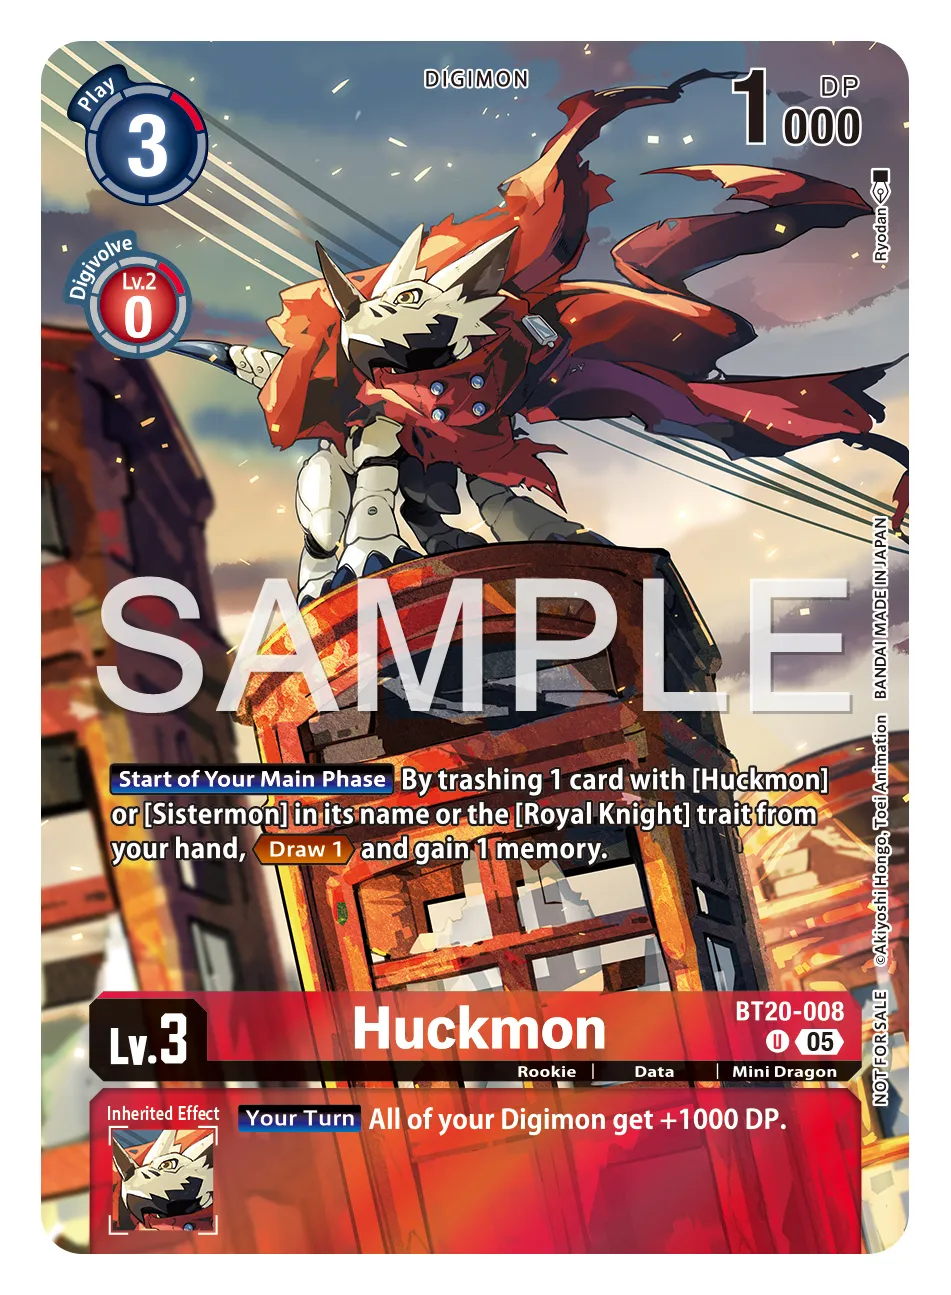 DIGIMON
Play
3
1000
DP
Digivolve
Lv.2
0
Ryodan
SAMPLE
BANDAI MADE IN JAPAN
©Akiyoshi Hongo, Toei Animation
NOT FOR SALE
Start of Your Main Phase By trashing 1 card with [Huckmon]
or [Sistermon] in its name or the [Royal Knight] trait from
your hand, Draw 1 and gain 1 memory.
Lv.3
Huckmon
BT20-008
U 05
Rookie | Data | Mini Dragon
Inherited Effect
Your Turn All of your Digimon get +1000 DP.